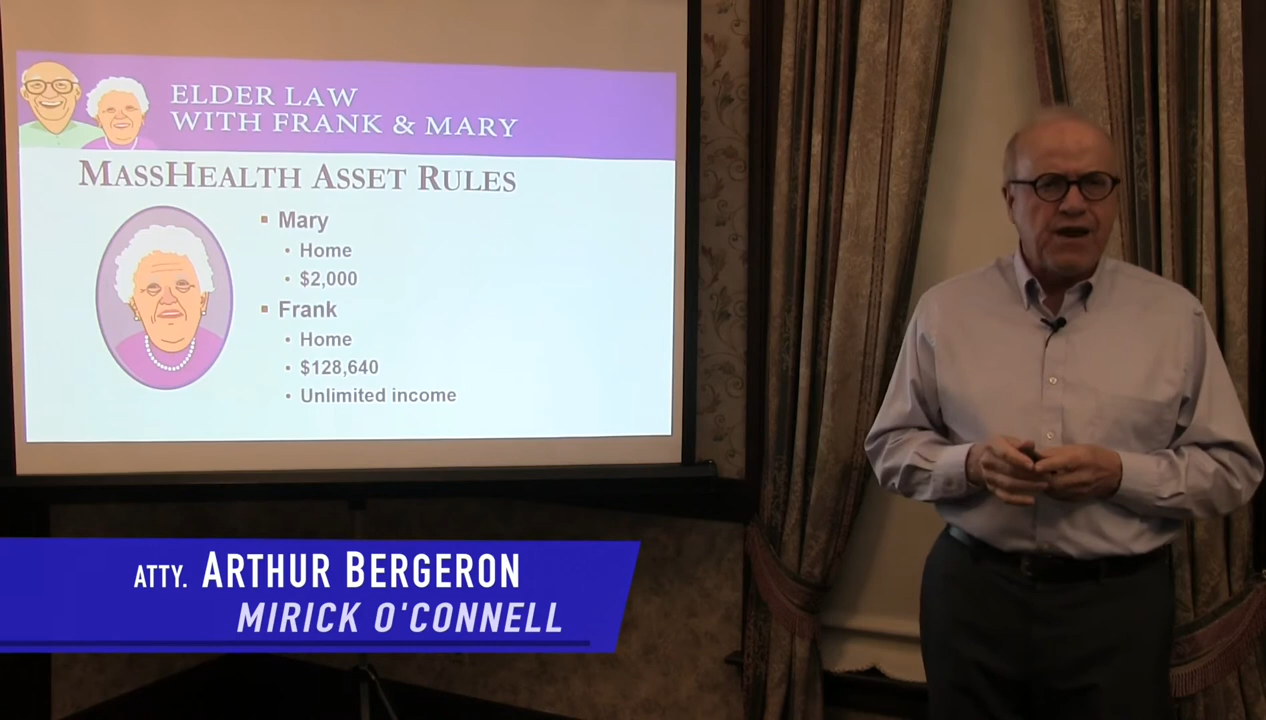 ELDER LAW
WITH FRANK & MARY
MASSHEALTH ASSET RULES
▪ Mary
• Home
• $2,000
▪ Frank
• Home
• $128,640
• Unlimited income
ATTY. ARTHUR BERGERON
MIRICK O'CONNELL